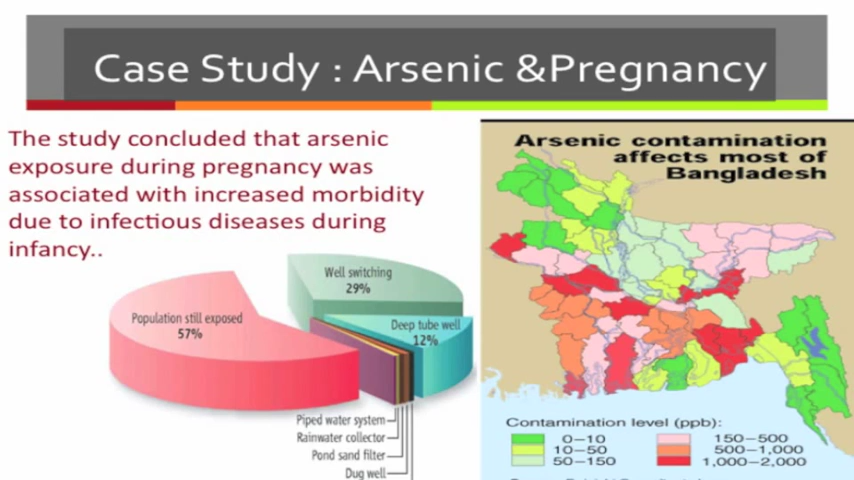 Case Study : Arsenic &Pregnancy
The study concluded that arsenic
exposure during pregnancy was
associated with increased morbidity
due to infectious diseases during
infancy..
Well switching
29%
Population still exposed
57%
Deep tube well
12%
Piped water system
Rainwater collector
Pond sand filter
Dug well
Arsenic contamination
affects most of
Bangladesh
Contamination level (ppb):
0–10
10–50
50–150
150–500
500–1,000
1,000–2,000